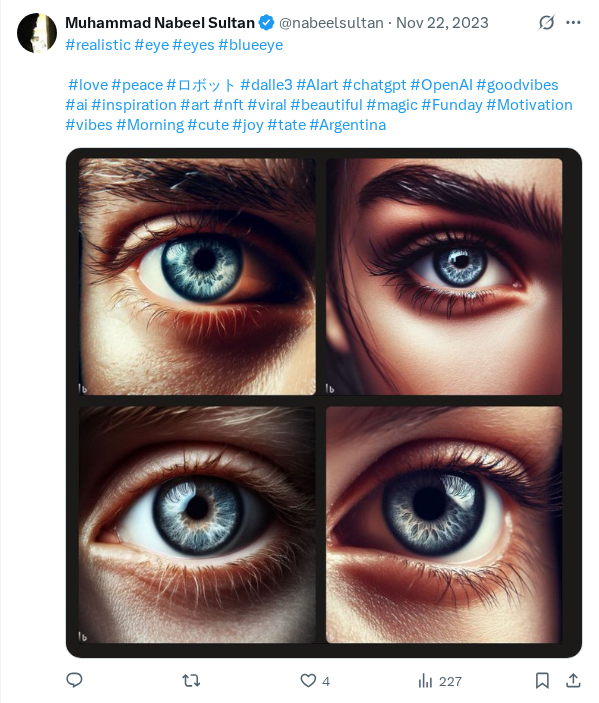 Muhammad Nabeel Sultan @nabeelsultan · Nov 22, 2023
#realistic #eye #eyes #blueeye
#love #peace #ロボット #dalle3 #AIart #chatgpt #OpenAI #goodvibes
#ai #inspiration #art #nft #viral #beautiful #magic #Funday #Motivation
#vibes #Morning #cute #joy #tate #Argentina
4 227